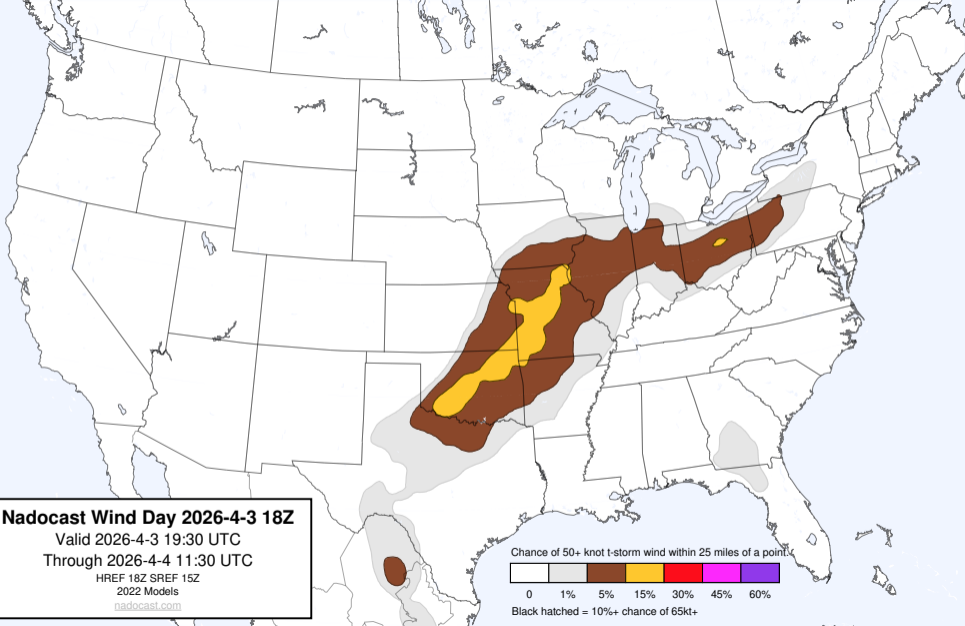 Nadocast Wind Day 2026-4-3 18Z
Valid 2026-4-3 19:30 UTC
Through 2026-4-4 11:30 UTC
HREF 18Z SREF 15Z
2022 Models
nadocast.com
Chance of 50+ knot t-storm wind within 25 miles of a point.
0 1% 5% 15% 30% 45% 60%
Black hatched = 10%+ chance of 65kt+